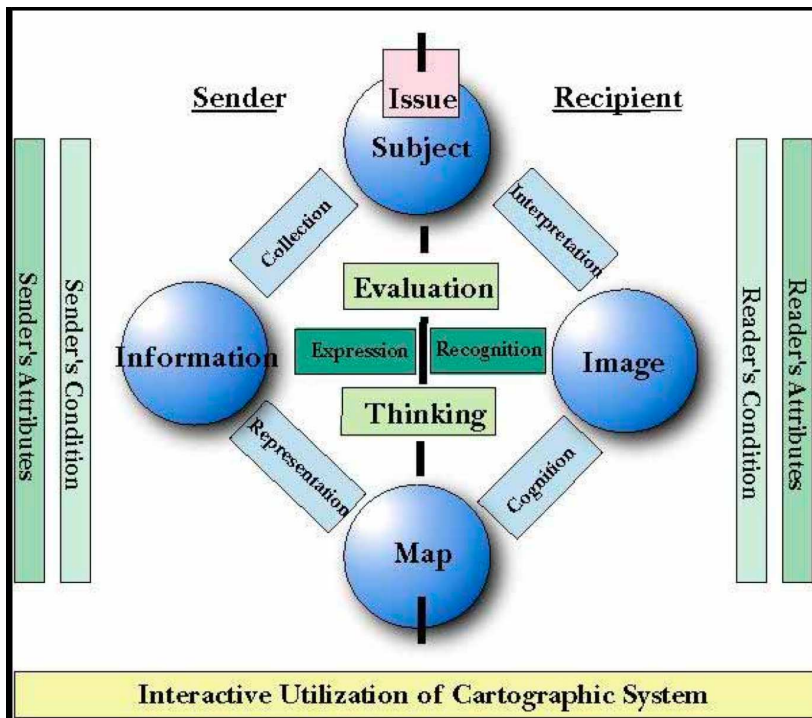 Sender
Issue
Recipient
Subject
Collection
Interpretation
Evaluation
Sender's Attributes
Sender's Condition
Information
Expression
Recognition
Image
Reader's Condition
Reader's Attributes
Thinking
Representation
Cognition
Map
Interactive Utilization of Cartographic System